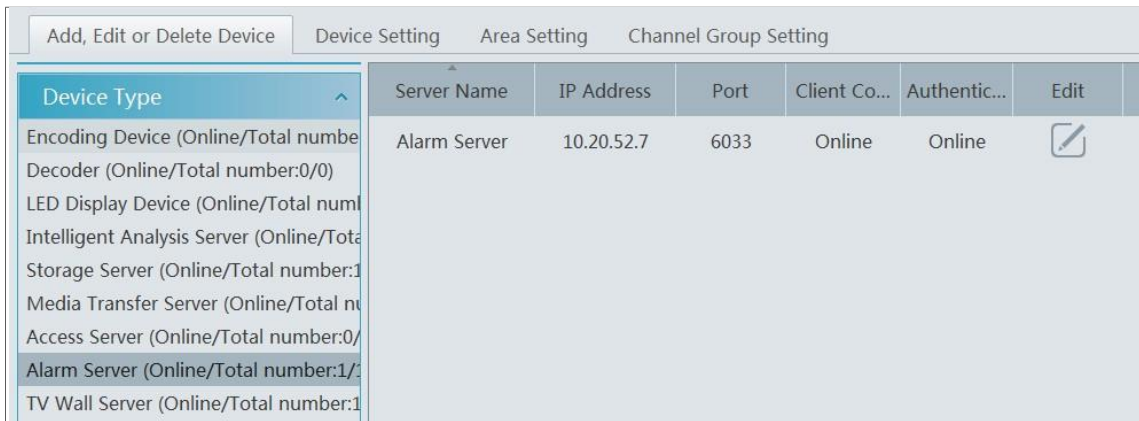 Add, Edit or Delete Device Device Setting Area Setting Channel Group Setting
Device Type
Encoding Device (Online/Total numbe
Decoder (Online/Total number:0/0)
LED Display Device (Online/Total num
Intelligent Analysis Server (Online/Tota
Storage Server (Online/Total number:1
Media Transfer Server (Online/Total nu
Access Server (Online/Total number:0/
Alarm Server (Online/Total number:1/1
TV Wall Server (Online/Total number:1
Server Name IP Address Port Client Co... Authentic... Edit
Alarm Server 10.20.52.7 6033 Online Online